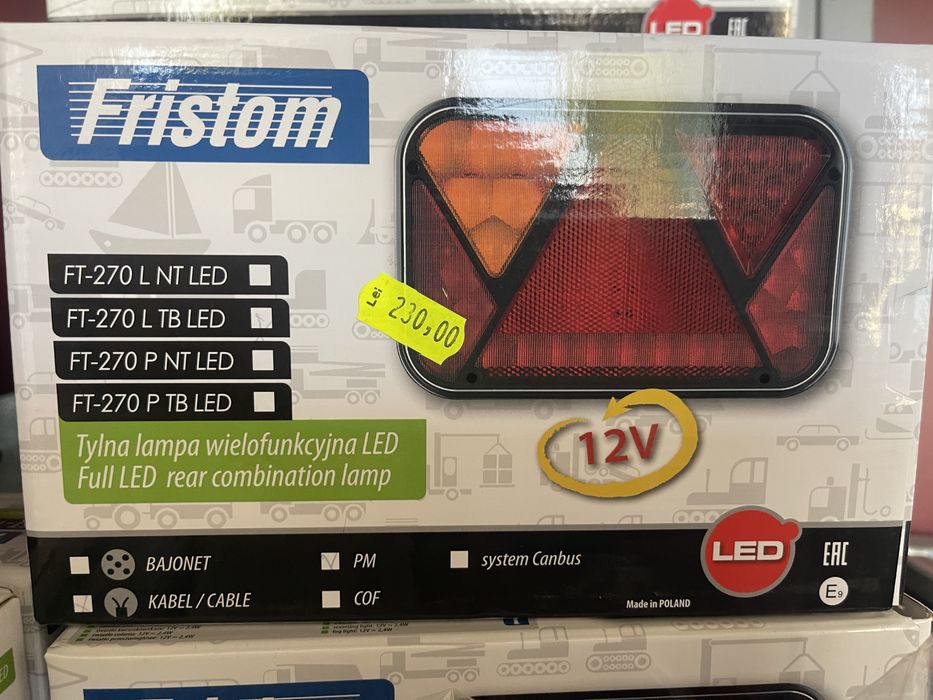 LED
EAC
Fristom
FT-270 L NT LED
FT-270 L TB LED
FT-270 P NT LED
FT-270 P TB LED
Lei 230,00
Tylna lampa wielofunkcyjna LED
Full LED rear combination lamp
12V
BAJONET
PM
system Canbus
KABEL / CABLE
COF
LED
EAC
E9
Made in POLAND